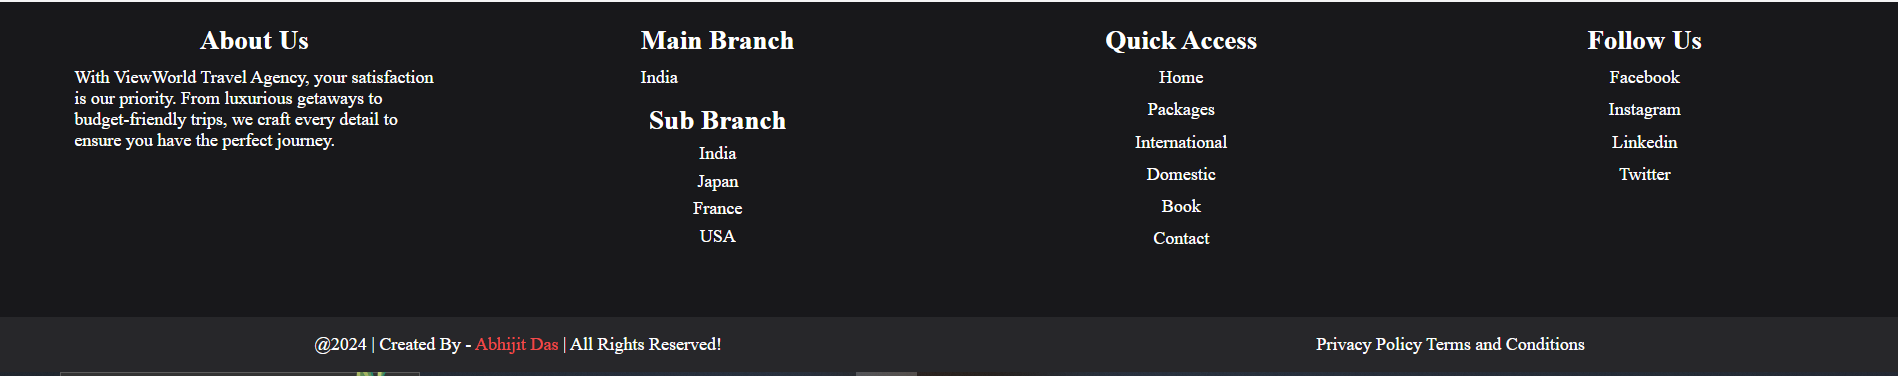 About Us
With ViewWorld Travel Agency, your satisfaction
is our priority. From luxurious getaways to
budget-friendly trips, we craft every detail to
ensure you have the perfect journey.
Main Branch
India
Sub Branch
India
Japan
France
USA
Quick Access
Home
Packages
International
Domestic
Book
Contact
Follow Us
Facebook
Instagram
Linkedin
Twitter
@2024 | Created By - Abhijit Das | All Rights Reserved!
Privacy Policy Terms and Conditions